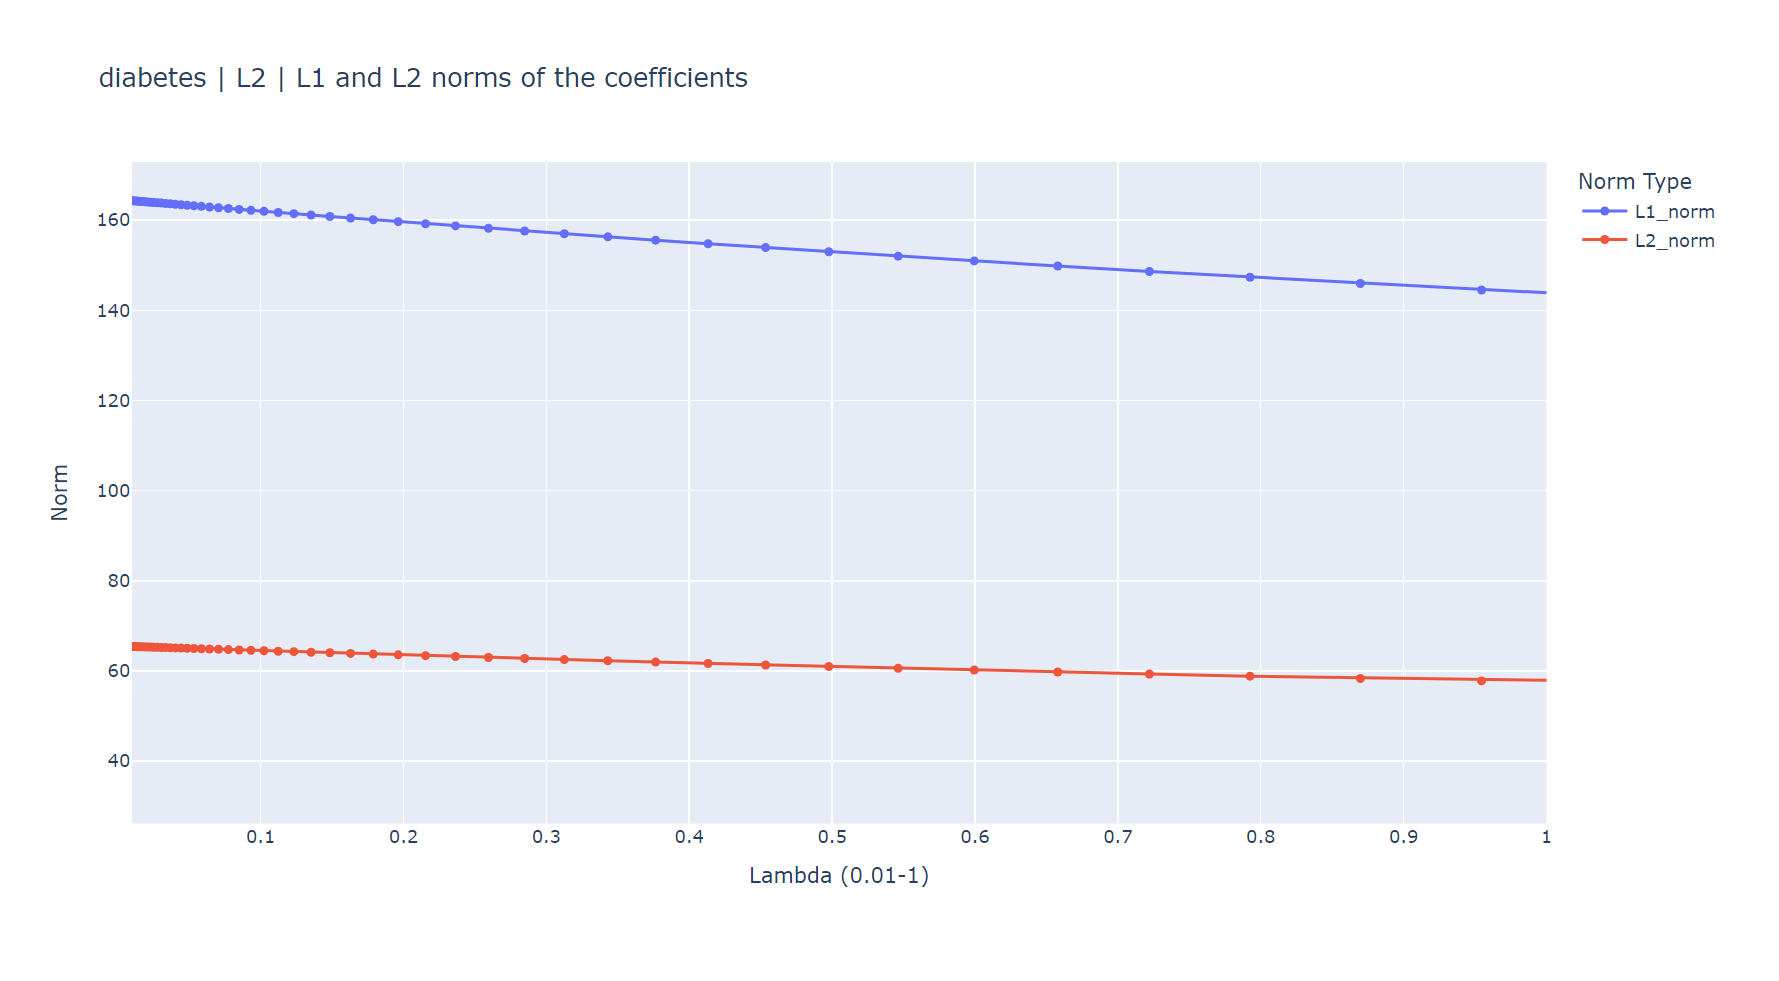 diabetes | L2 | L1 and L2 norms of the coefficients
Norm Type
L1_norm
L2_norm
Norm
160
140
120
100
80
60
40
0.1 0.2 0.3 0.4 0.5 0.6 0.7 0.8 0.9 1
Lambda (0.01-1)